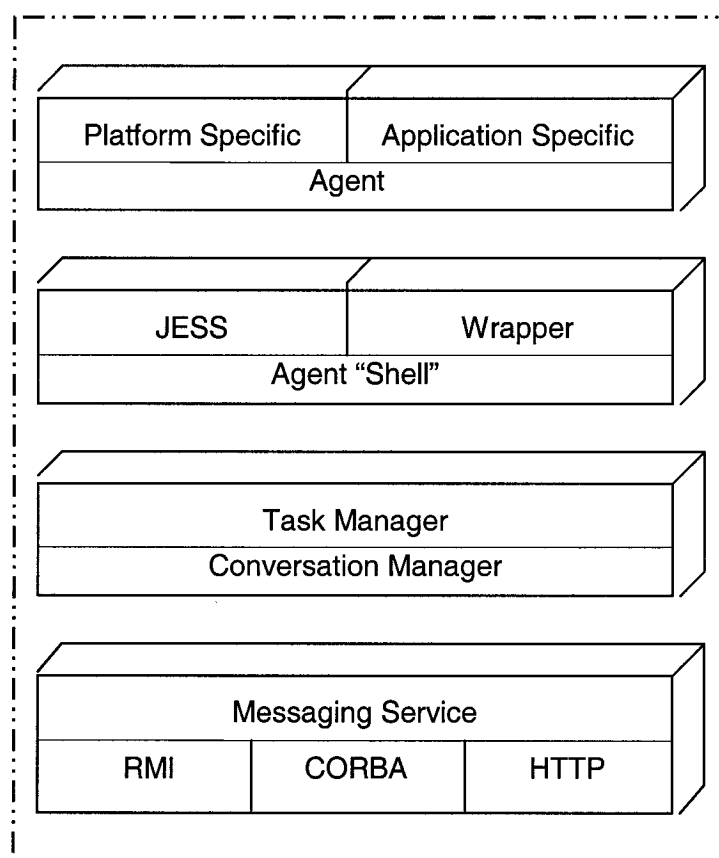 Platform Specific Application Specific
Agent
JESS Wrapper
Agent “Shell”
Task Manager
Conversation Manager
Messaging Service
RMI CORBA HTTP